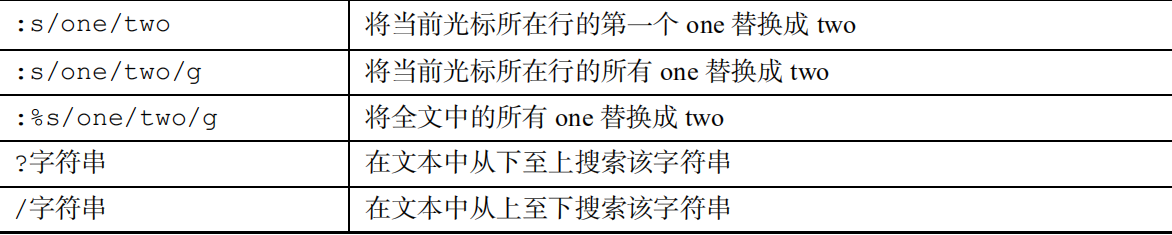 :s/one/two 将当前光标所在行的第一个 one 替换成 two
:s/one/two/g 将当前光标所在行的所有 one 替换成 two
:%s/one/two/g 将全文中的所有 one 替换成 two
?字符串 在文本中从下至上搜索该字符串
/字符串 在文本中从上至下搜索该字符串